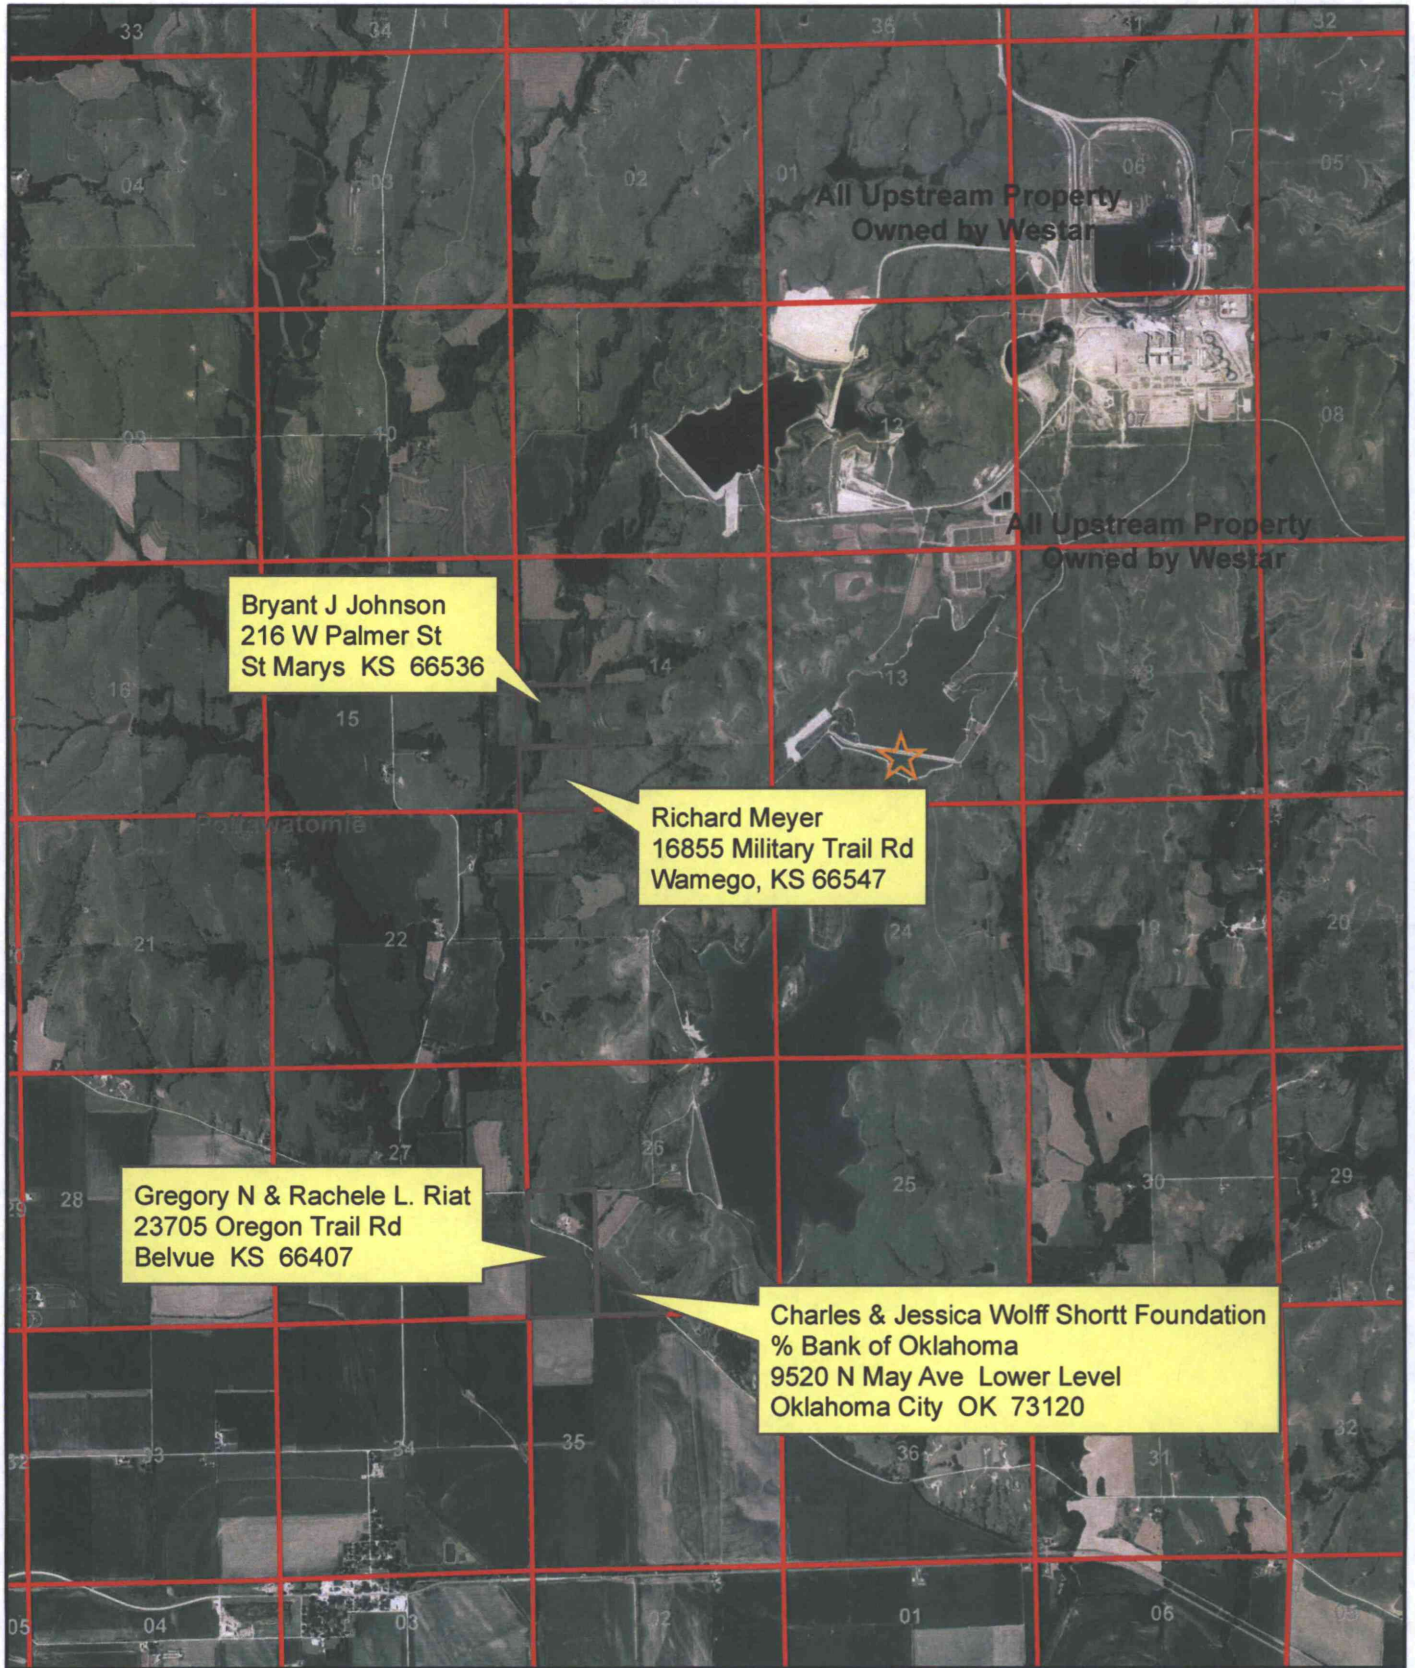 33
34
36
31
32
04
03
02
01
06
05
All Upstream Property
Owned by Westar
09
10
11
12
07
08
All Upstream Property
Owned by Westar
Bryant J Johnson
216 W Palmer St
St Marys KS 66536
16
15
14
13
Richard Meyer
16855 Military Trail Rd
Wamego, KS 66547
Pottawatomie
21
22
24
19
20
27
26
25
30
29
28
29
Gregory N & Rachele L. Riat
23705 Oregon Trail Rd
Belvue KS 66407
Charles & Jessica Wolff Shortt Foundation
% Bank of Oklahoma
9520 N May Ave Lower Level
Oklahoma City OK 73120
32
33
34
35
36
31
32
05
04
03
02
01
06
05